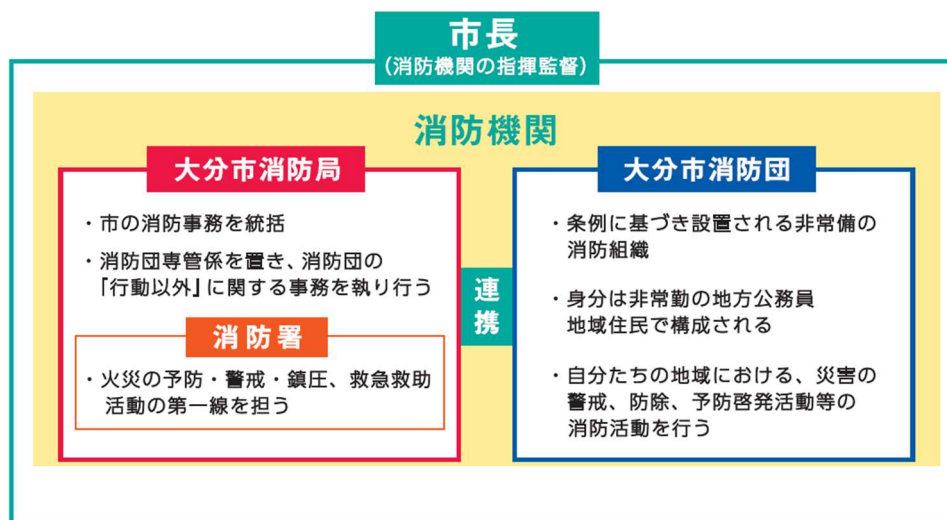 市長
(消防機関の指揮監督)
消防機関
大分市消防局
・市の消防事務を統括
・消防団専管係を置き、消防団の
「行動以外」に関する事務を執り行う
消防署
・火災の予防・警戒・鎮圧、救急救助
活動の第一線を担う
連
携
大分市消防団
・条例に基づき設置される非常備の
消防組織
・身分は非常勤の地方公務員
地域住民で構成される
・自分たちの地域における、災害の
警戒、防除、予防啓発活動等の
消防活動を行う